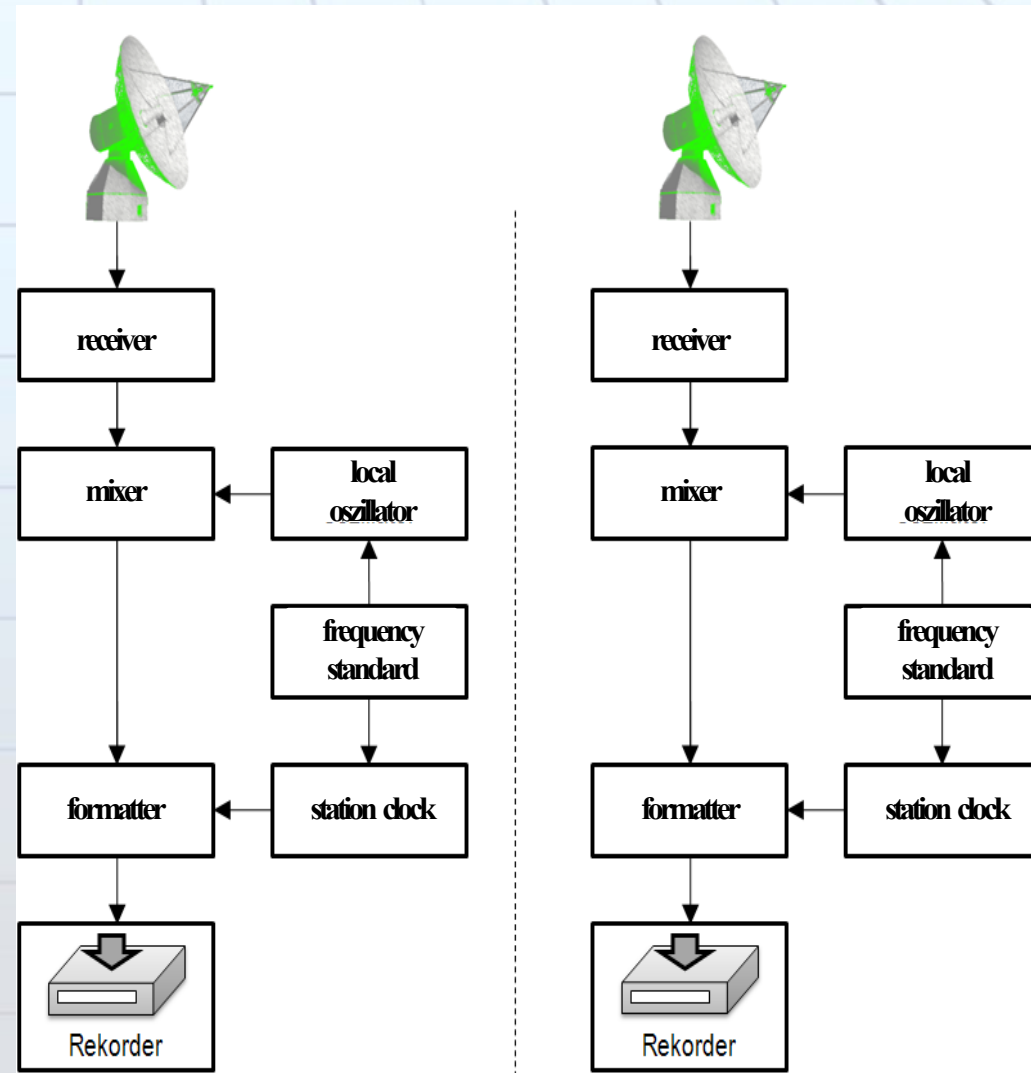 receiver
mixer
local
oszillator
frequency
standard
formatter
station clock
Rekorder
receiver
mixer
local
oszillator
frequency
standard
formatter
station clock
Rekorder